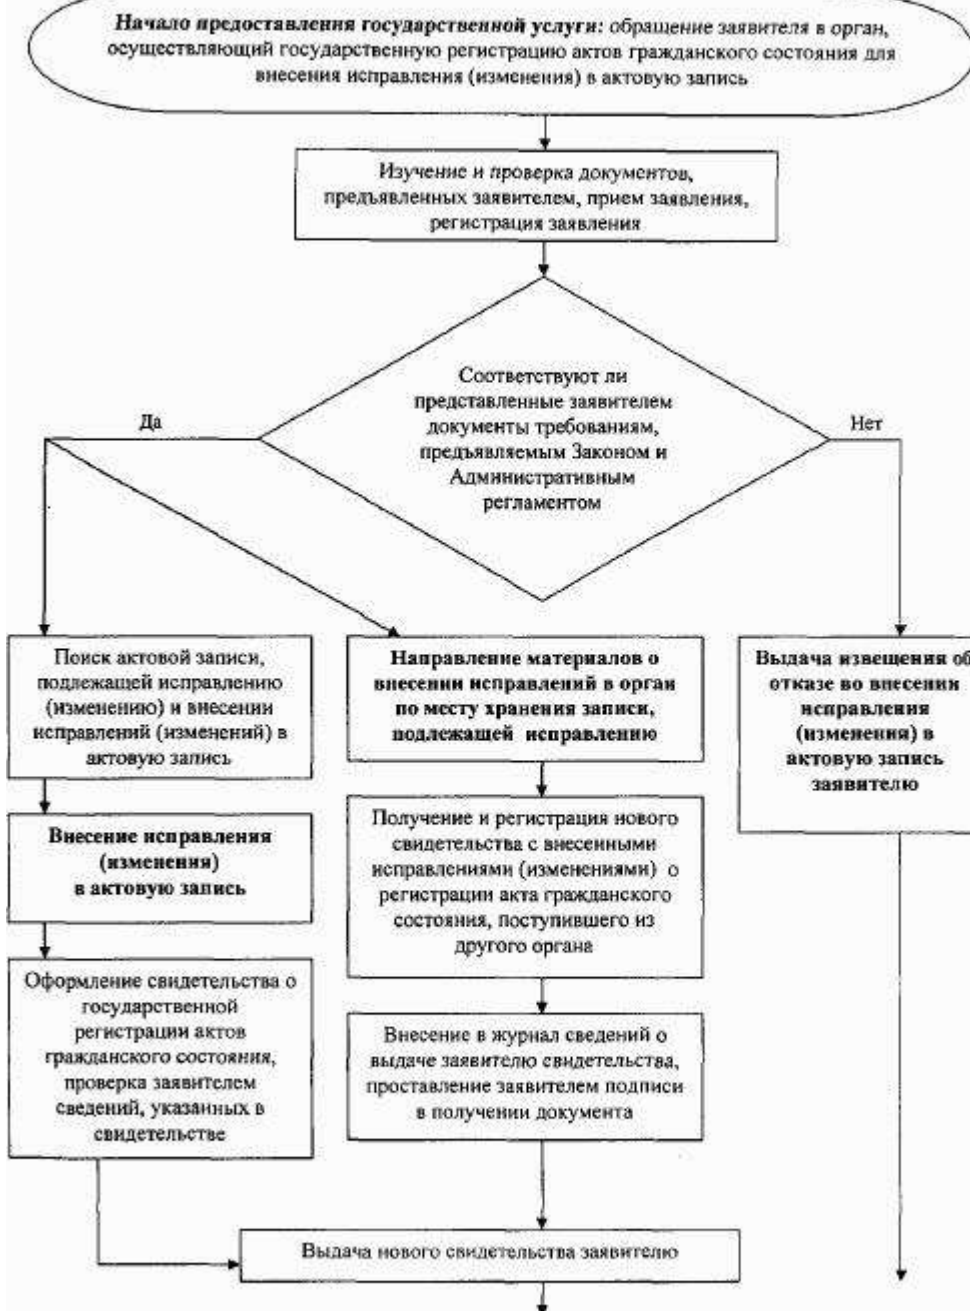 Начало предоставления государственной услуги: обращение заявителя в орган,
осуществляющий государственную регистрацию актов гражданского состояния для
внесения исправления (изменения) в актовую запись
Изучение и проверка документов,
предъявленных заявителем, прием заявления,
регистрация заявления
Соответствуют ли
представленные заявителем
документы требованиям,
предъявляемым Законом и
Административным
регламентом
Да
Нет
Поиск актовой записи,
подлежащей исправлению
(изменению) и внесении
исправлений (изменений) в
актовую запись
Внесение исправления
(изменения)
в актовую запись
Оформление свидетельства о
государственной
регистрации актов
гражданского состояния,
проверка заявителем
сведений, указанных в
свидетельстве
Направление материалов о
внесении исправлений в орган
по месту хранения записи,
подлежащей исправлению
Получение и регистрация нового
свидетельства с внесенными
исправлениями (изменениями) о
регистрации акта гражданского
состояния, поступившего из
другого органа
Внесение в журнал сведений о
выдаче заявителю свидетельства,
проставление заявителем подписи
в получении документа
Выдача извещения об
отказе во внесении
исправления
(изменения) в
актовую запись
заявителю
Выдача нового свидетельства заявителю